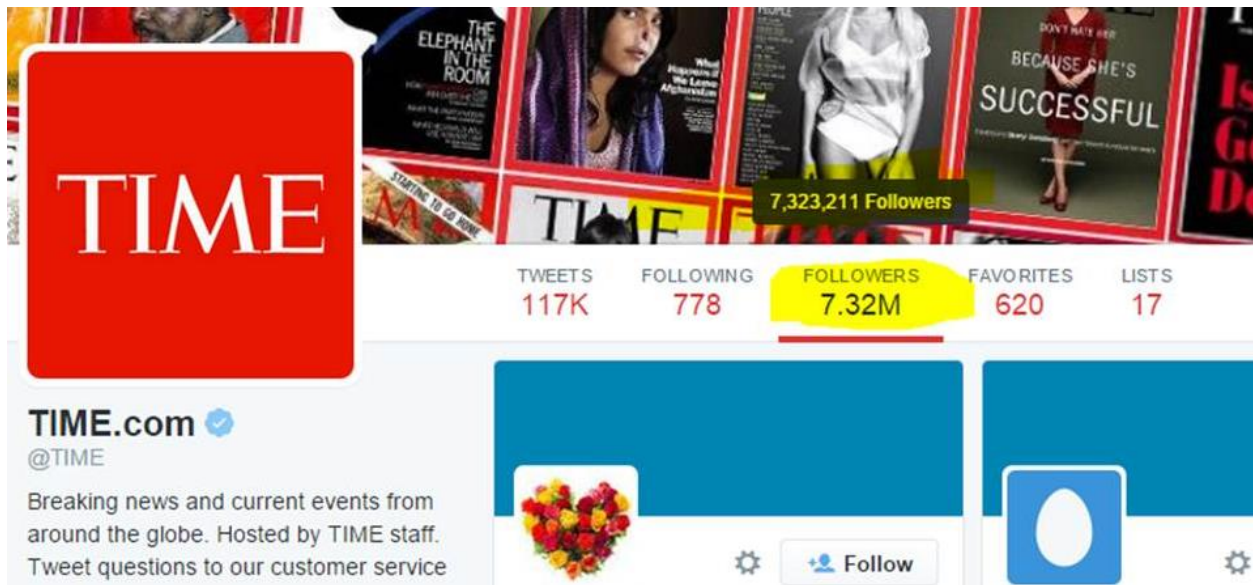 THE
ELEPHANT
IN THE
ROOM
What
Happens if
We Leave
Afghanistan
PEOPLE
DON'T HATE HER
BECAUSE SHE'S
SUCCESSFUL
STARTING TO GO HOME
TIME
TIME
7,323,211 Followers
TWEETS FOLLOWING FOLLOWERS FAVORITES LISTS
117K 778 7.32M 620 17
TIME.com
@TIME
Breaking news and current events from
around the globe. Hosted by TIME staff.
Tweet questions to our customer service
Follow